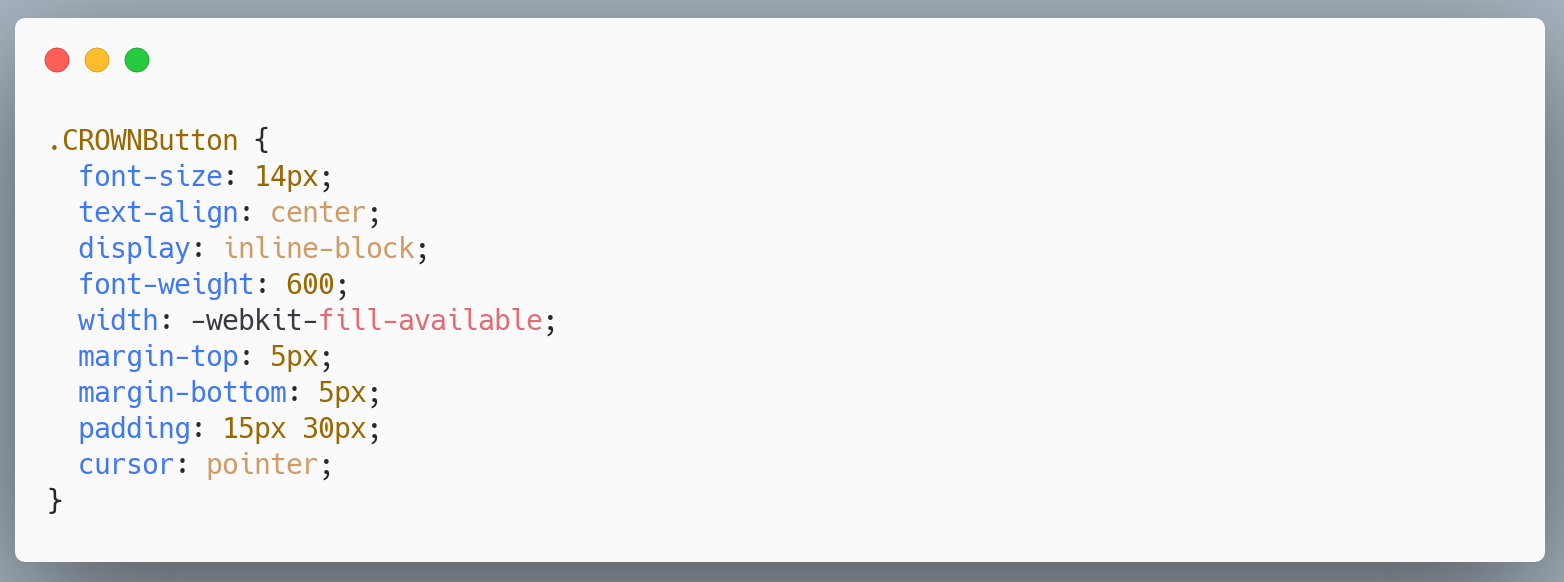 .CROWNButton {
  font-size: 14px;
  text-align: center;
  display: inline-block;
  font-weight: 600;
  width: -webkit-fill-available;
  margin-top: 5px;
  margin-bottom: 5px;
  padding: 15px 30px;
  cursor: pointer;
}